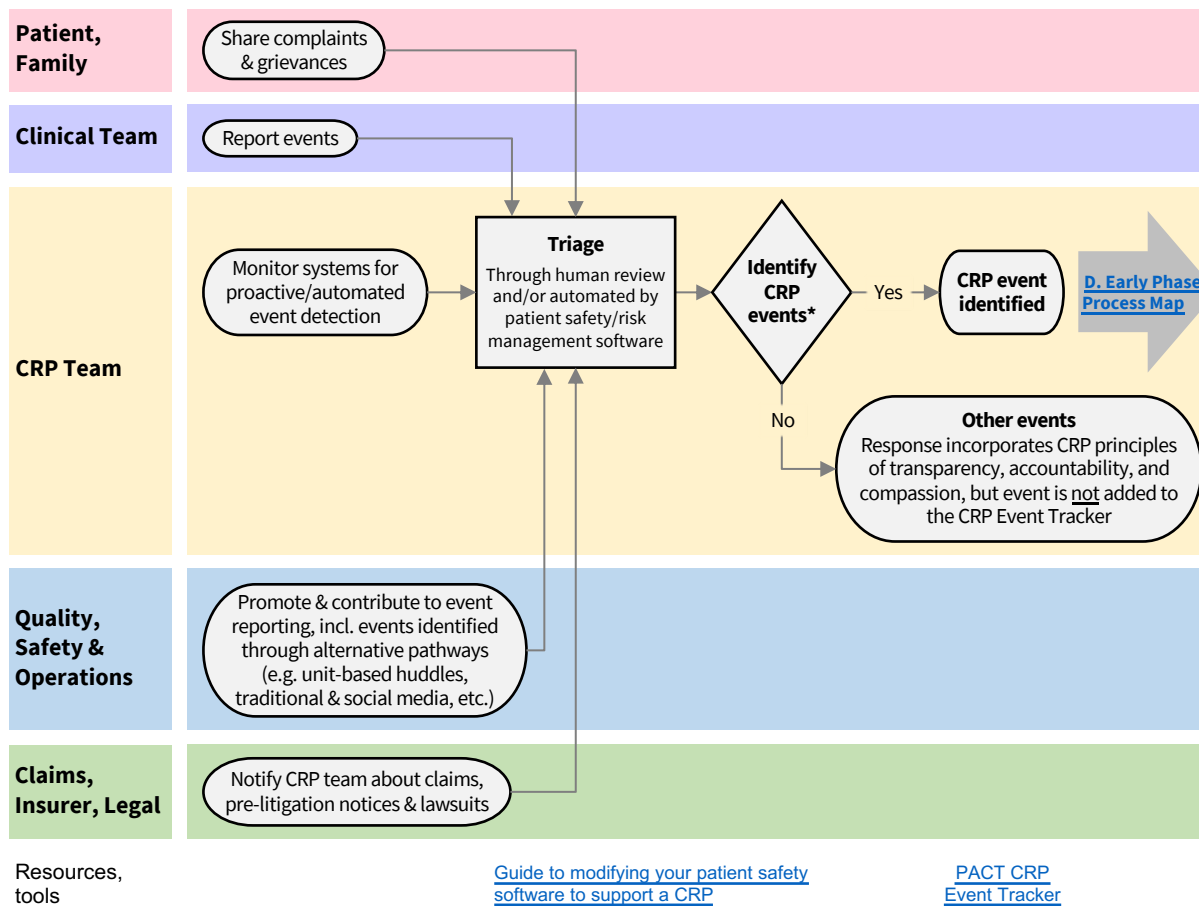 Patient,
Family
Share complaints
& grievances
Clinical Team
Report events
CRP Team
Monitor systems for
proactive/automated
event detection
Triage
Through human review
and/or automated by
patient safety/risk
management software
Identify
CRP
events*
Yes
CRP event
identified
D. Early Phase
Process Map
No
Other events
Response incorporates CRP principles
of transparency, accountability, and
compassion, but event is not added to
the CRP Event Tracker
Quality,
Safety &
Operations
Promote & contribute to event
reporting, incl. events identified
through alternative pathways
(e.g. unit-based huddles,
traditional & social media, etc.)
Claims,
Insurer, Legal
Notify CRP team about claims,
pre-litigation notices & lawsuits
Resources,
tools
Guide to modifying your patient safety
software to support a CRP
PACT CRP
Event Tracker